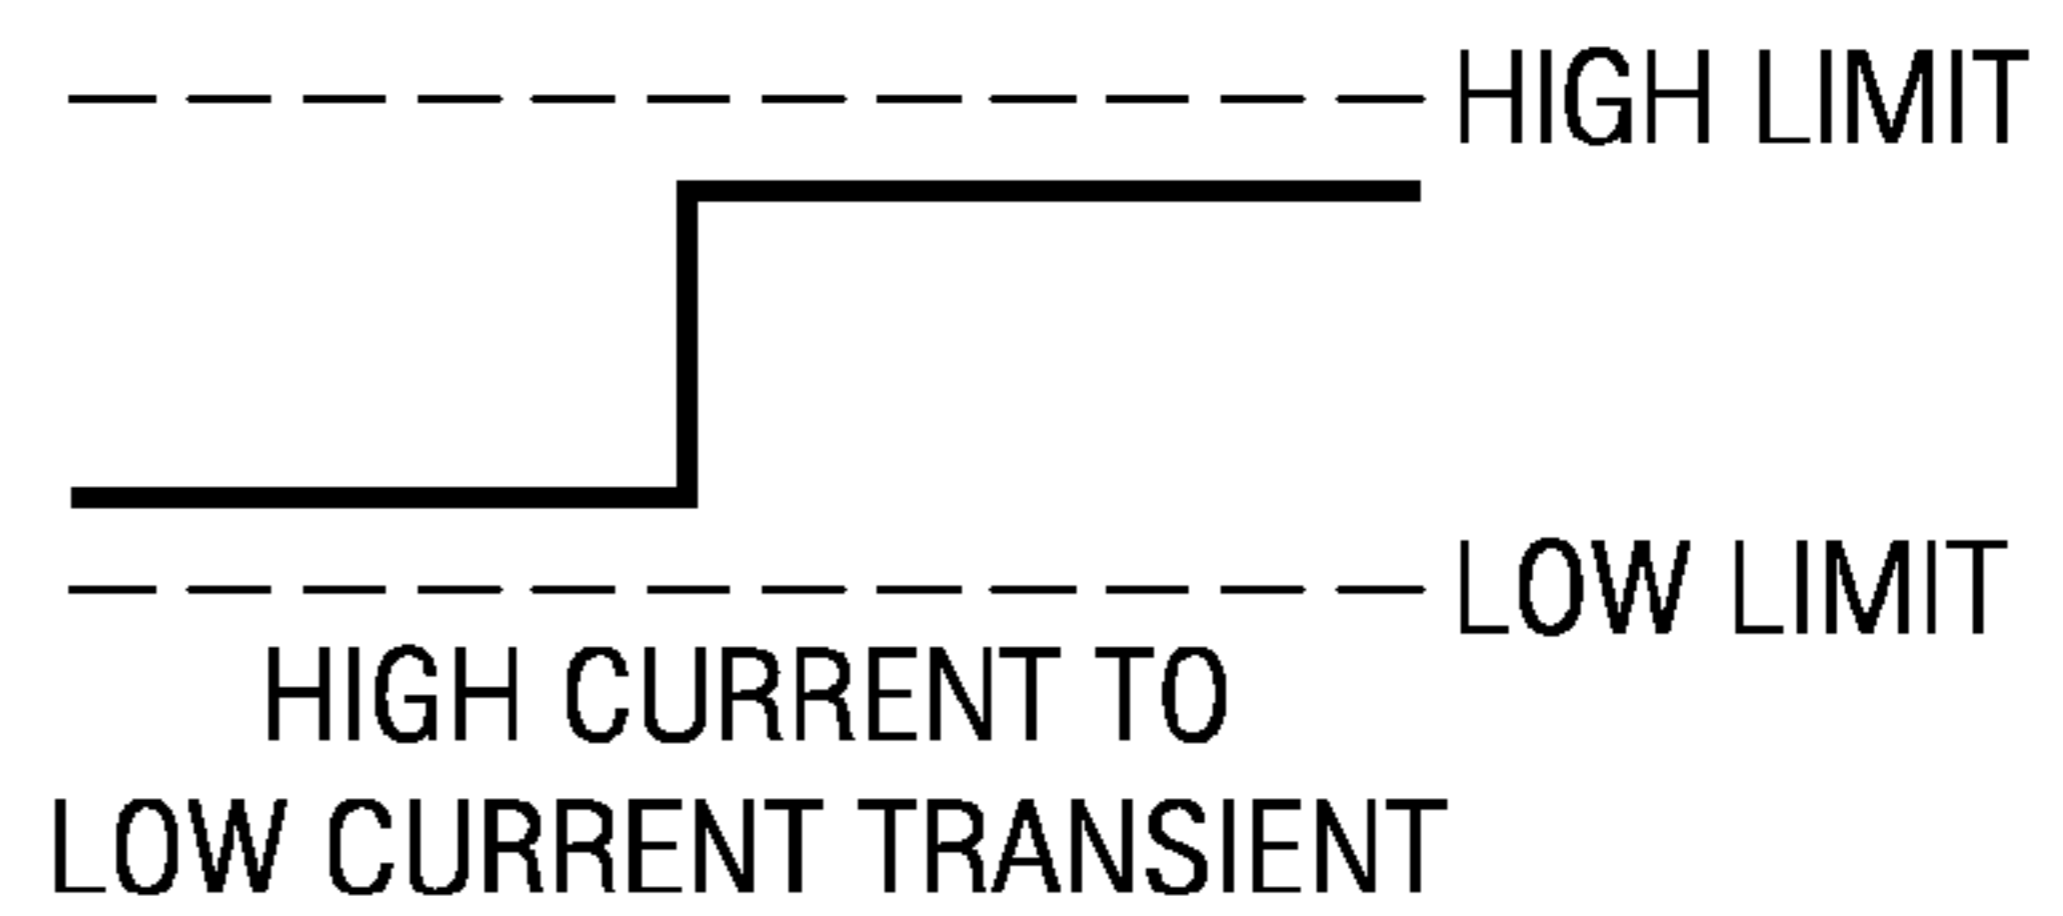 HIGH LIMIT
LOW LIMIT
HIGH CURRENT TO
LOW CURRENT TRANSIENT